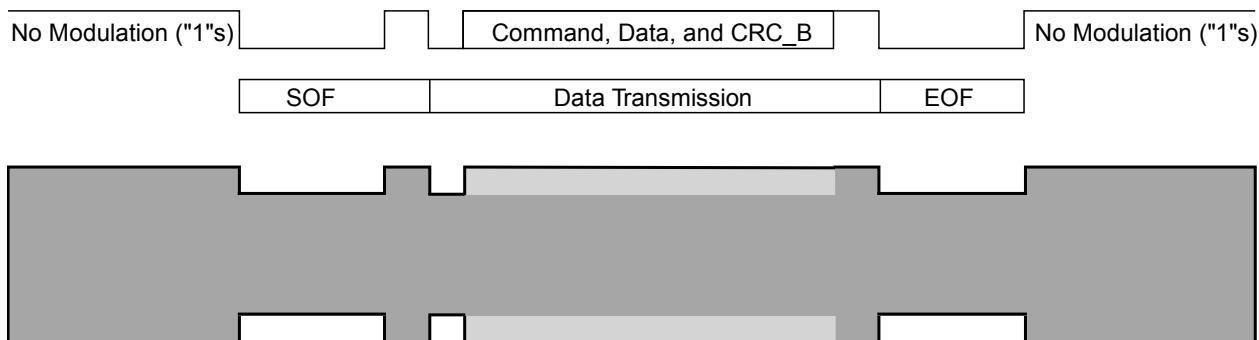 No Modulation ("1"s)
Command, Data, and CRC_B
No Modulation ("1"s)
SOF
Data Transmission
EOF